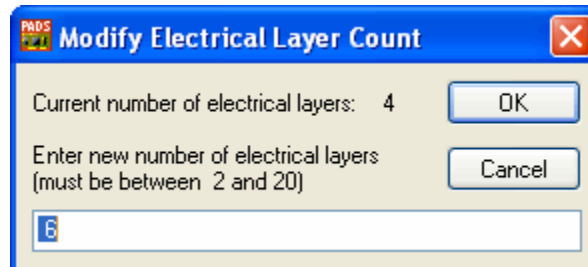 PADS
Modify Electrical Layer Count
Current number of electrical layers: 4
OK
Enter new number of electrical layers
(must be between 2 and 20)
Cancel
6